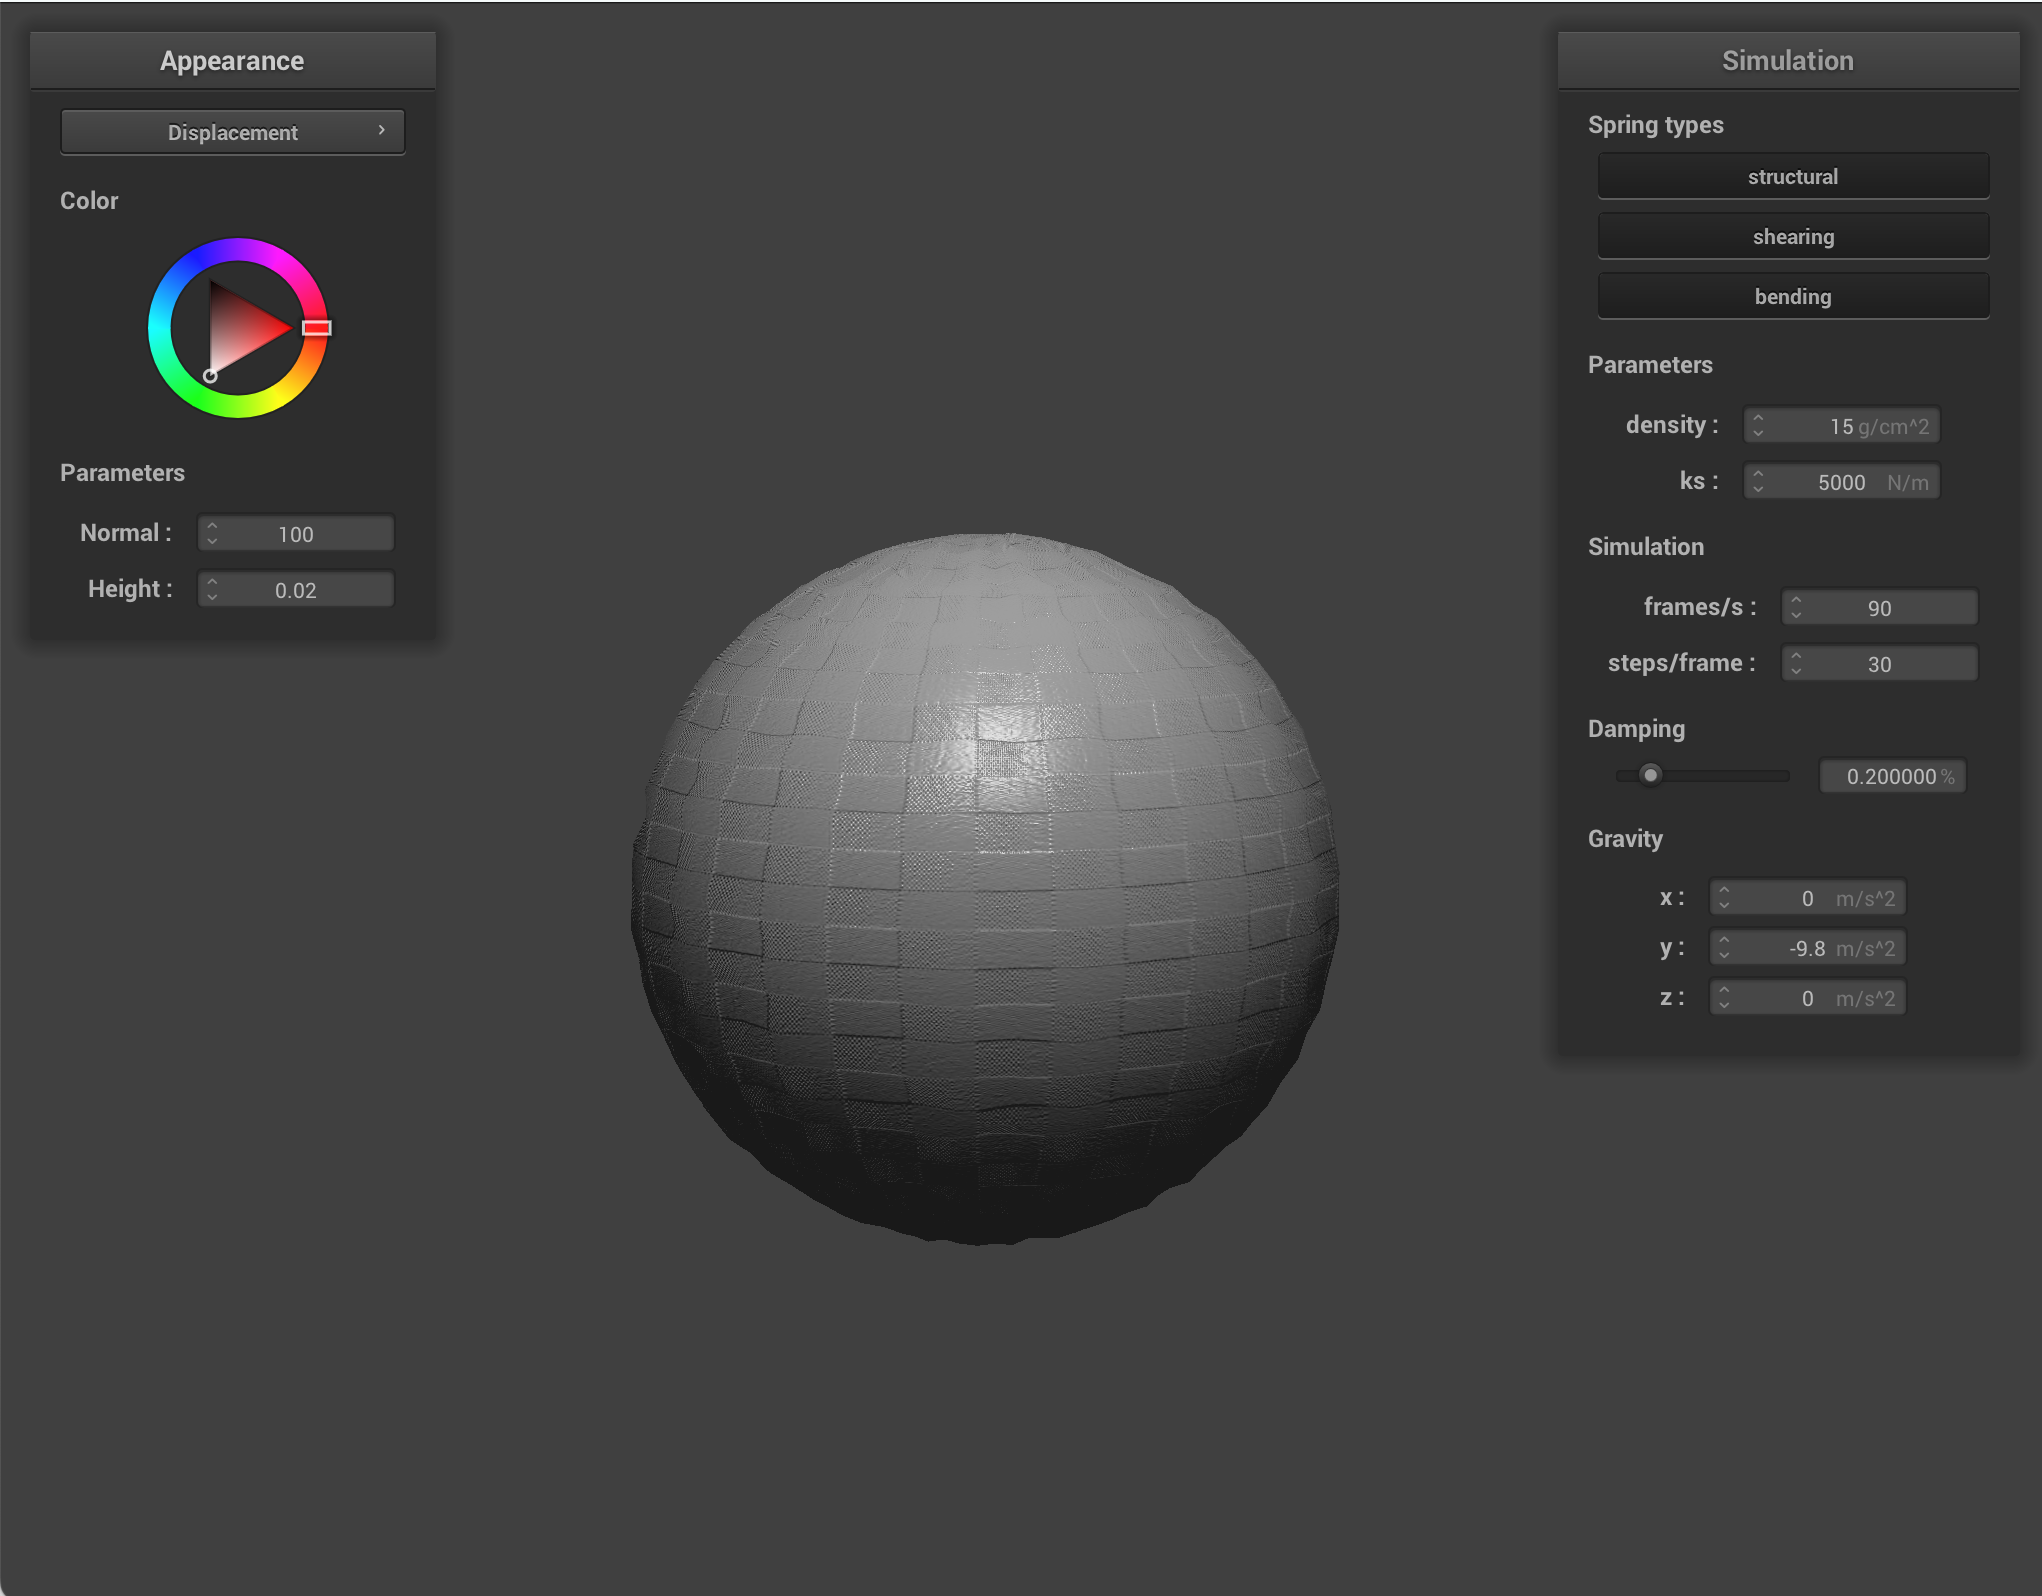 Appearance
Displacement
Color
Parameters
Normal : 100
Height : 0.02
Simulation
Spring types
structural
shearing
bending
Parameters
density : 15 g/cm^2
ks : 5000 N/m
Simulation
frames/s : 90
steps/frame : 30
Damping
0.200000 %
Gravity
x : 0 m/s^2
y : -9.8 m/s^2
z : 0 m/s^2